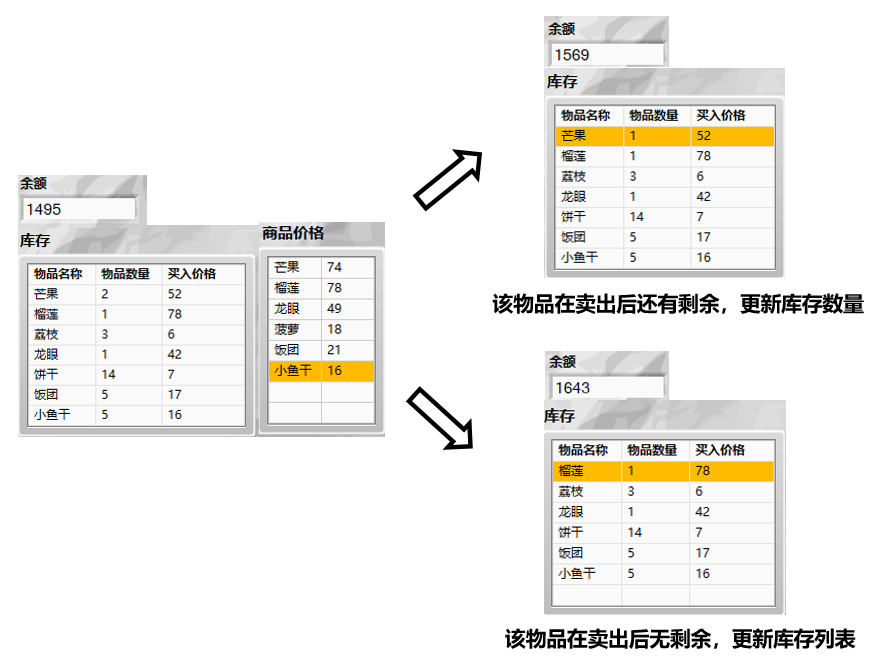 余额
1495
库存
物品名称 物品数量 买入价格
芒果 2 52
榴莲 1 78
荔枝 3 6
龙眼 1 42
饼干 14 7
饭团 5 17
小鱼干 5 16
商品价格
芒果 74
榴莲 78
龙眼 49
菠萝 18
饭团 21
小鱼干 16
余额
1569
库存
物品名称 物品数量 买入价格
芒果 1 52
榴莲 1 78
荔枝 3 6
龙眼 1 42
饼干 14 7
饭团 5 17
小鱼干 5 16
该物品在卖出后还有剩余，更新库存数量
余额
1643
库存
物品名称 物品数量 买入价格
榴莲 1 78
荔枝 3 6
龙眼 1 42
饼干 14 7
饭团 5 17
小鱼干 5 16
该物品在卖出后无剩余，更新库存列表